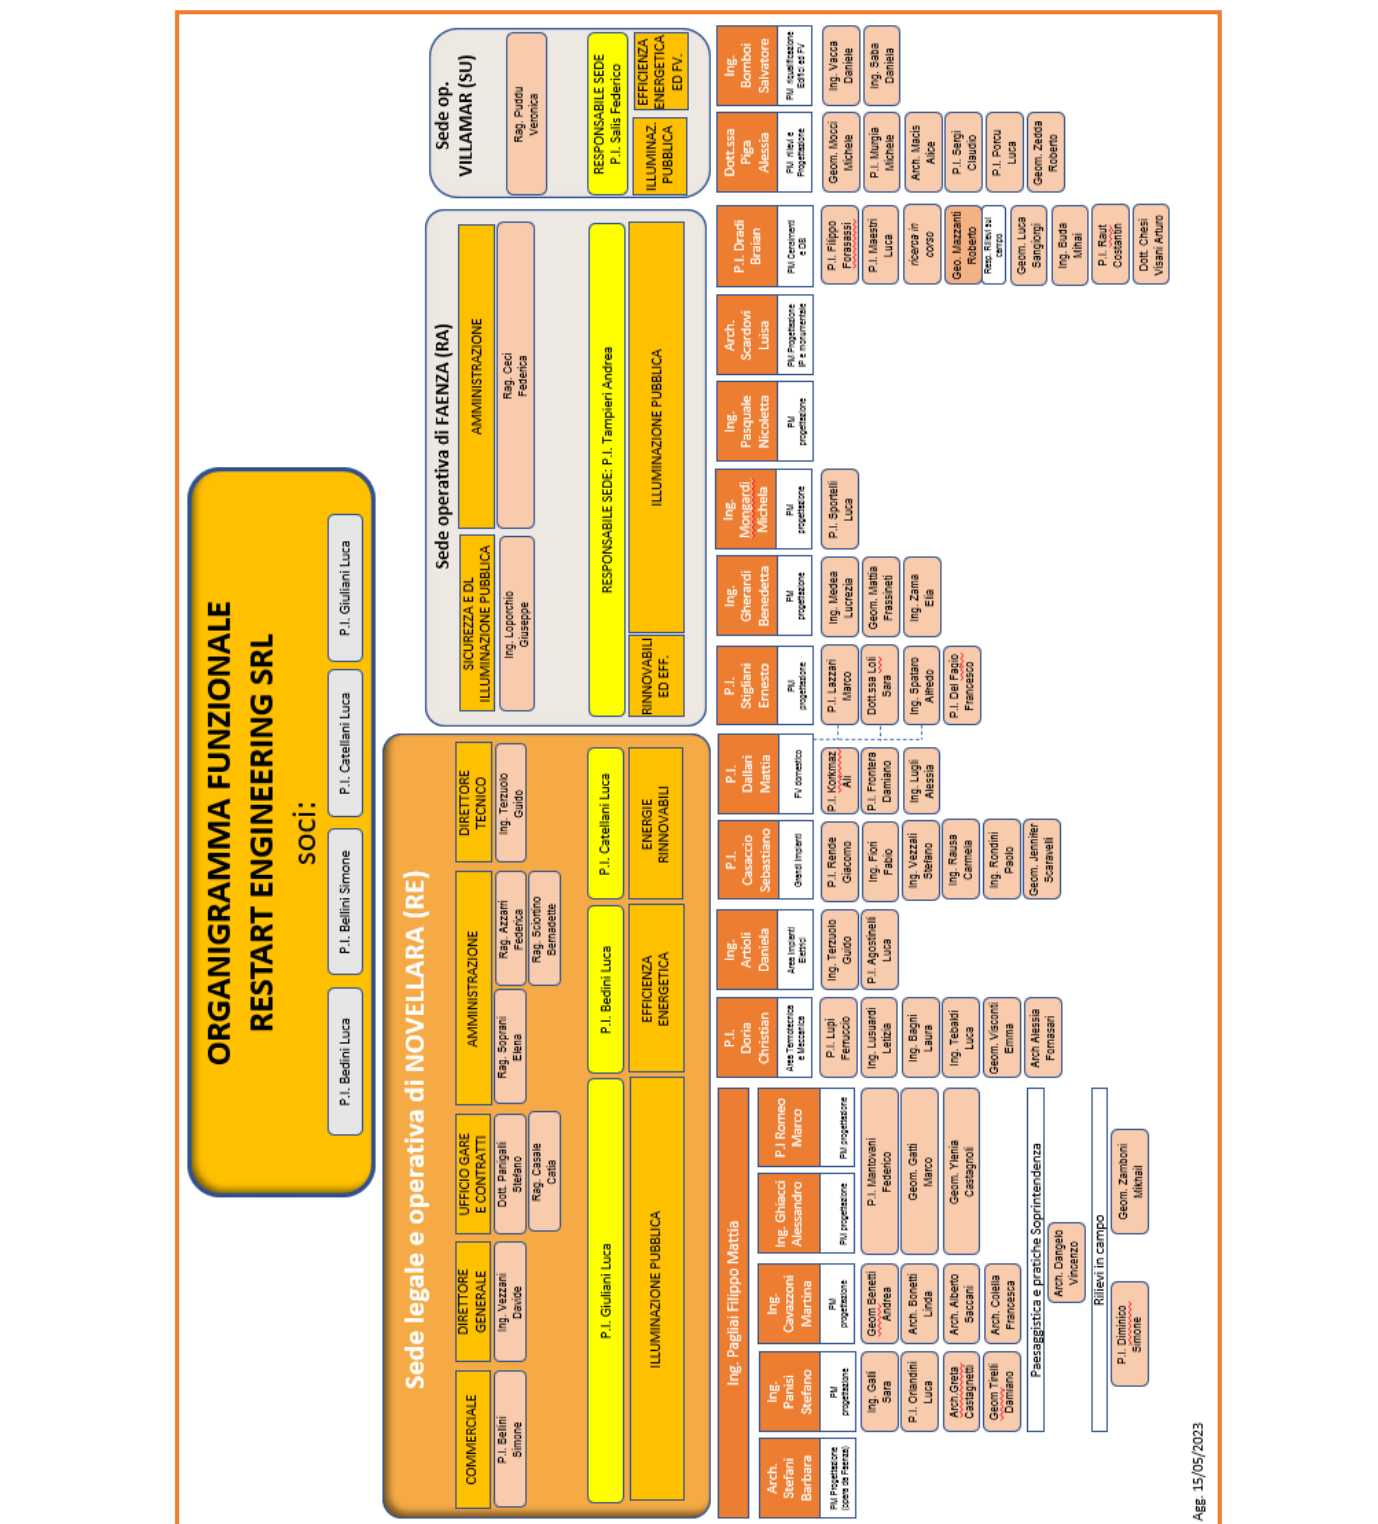 ORGANIGRAMMA FUNZIONALE
RESTART ENGINEERING SRL
soci:
P.I. Bedini Luca
P.I. Bellini Simone
P.I. Catellani Luca
P.I. Giuliani Luca
Sede legale e operativa di NOVELLARA (RE)
COMMERCIALE
P.I. Bellini
Simone
DIRETTORE
GENERALE
Ing. Vezzani
Davide
UFFICIO GARE
E CONTRATTI
Dott. Panigali
Stefano
Rag. Casale
Catia
AMMINISTRAZIONE
Rag. Soprani
Elena
Rag. Azzarri
Federica
Rag. Sciortino
Bernadette
DIRETTORE
TECNICO
Ing. Terzuolo
Guido
P.I. Giuliani Luca
ILLUMINAZIONE PUBBLICA
P.I. Bedini Luca
EFFICIENZA
ENERGETICA
P.I. Catellani Luca
ENERGIE
RINNOVABILI
Sede operativa di FAENZA (RA)
SICUREZZA E DL
ILLUMINAZIONE PUBBLICA
Ing. Loporchio
Giuseppe
AMMINISTRAZIONE
Rag. Ceci
Federica
RESPONSABILE SEDE: P.I. Tampieri Andrea
RINNOVABILI
ED EFF.
ILLUMINAZIONE PUBBLICA
Sede op.
VILLAMAR (SU)
Rag. Puddu
Veronica
RESPONSABILE SEDE
P.I. Salis Federico
ILLUMINAZ.
PUBBLICA
EFFICIENZA
ENERGETICA
ED FV.
Ing. Pagliai Filippo Mattia
Arch.
Stefani
Barbara
PM Progettazione
(opera da Faenza)
Ing.
Panisi
Stefano
PM
progettazione
Ing. Gali
Sara
P.I. Orlandini
Luca
Arch.Greta
Castagnetti
Geom.Tirelli
Damiano
Ing.
Cavazzoni
Martina
PM
progettazione
Geom.Benetti
Andrea
Arch. Bonetti
Linda
Arch. Alberto
Saccani
Arch. Colella
Francesca
Ing. Ghiacci
Alessandro
PM progettazione
P.I Romeo
Marco
PM progettazione
P.I. Mantovani
Federico
Geom. Gatti
Marco
Geom. Ylenia
Castagnoli
Paesaggistica e pratiche Soprintendenza
Arch. Dangelo
Vincenzo
Rilievi in campo
P.I. Diminico
Simone
Geom. Zamboni
Mikhail
P.I.
Doria
Christian
Area Termotecnica
e Meccanica
P.I. Lupi
Ferruccio
Ing. Lusuardi
Letizia
Ing. Bagni
Laura
Ing. Tebaldi
Luca
Geom. Visconti
Emma
Arch Alessia
Fornasari
Ing.
Artioli
Daniela
Area Impianti
Elettrici
Ing. Terzuolo
Guido
P.I. Agostinelli
Luca
P.I.
Casaccio
Sebastiano
Grandi Impianti
P.I. Rende
Giacomo
Ing. Fiori
Fabio
Ing. Vezzali
Stefano
Ing. Rausa
Carmela
Ing. Rondini
Paolo
Geom. Jennifer
Scaravelli
P.I.
Dallari
Mattia
FV domestico
P.I. Korkmaz
Ali
P.I. Frontera
Damiano
Ing. Lugli
Alessia
P.I.
Stigliani
Ernesto
PM
progettazione
P.I. Lazzari
Marco
Dott.ssa Loli
Sara
Ing. Spataro
Alfredo
P.I. Del Fagio
Francesco
Ing.
Gherardi
Benedetta
PM
progettazione
Ing. Medea
Lucrezia
Geom. Mattia
Frassineti
Ing. Zama
Elia
Ing.
Mongardi
Michela
PM
progettazione
P.I. Sportelli
Luca
Ing.
Pasquale
Nicoletta
PM
progettazione
Arch.
Scardovi
Luisa
PM Progettazione
IP e monumentale
P.I. Dradi
Braian
PM Censimenti
e DB
P.I. Filippo
Forasassi
P.I. Maestri
Luca
ricerca in
corso
Geo. Mazzanti
Roberto
Resp. Rilievi sul
campo
Geom. Luca
Sangiorgi
Ing. Buda
Mihai
P.I. Raut
Costantin
Dott. Chesi
Visani Arturo
Dott.ssa
Piga
Alessia
PM rilievi e
Progettazione
Geom. Mocci
Michele
P.I. Murgia
Michele
Arch. Macis
Alice
P.I. Sergi
Claudio
P.I. Porcu
Luca
Geom. Zedda
Roberto
Ing.
Bomboi
Salvatore
PM riqualificazione
Edifici ed FV
Ing. Vacca
Daniele
Ing. Saba
Daniela
Agg. 15/05/2023